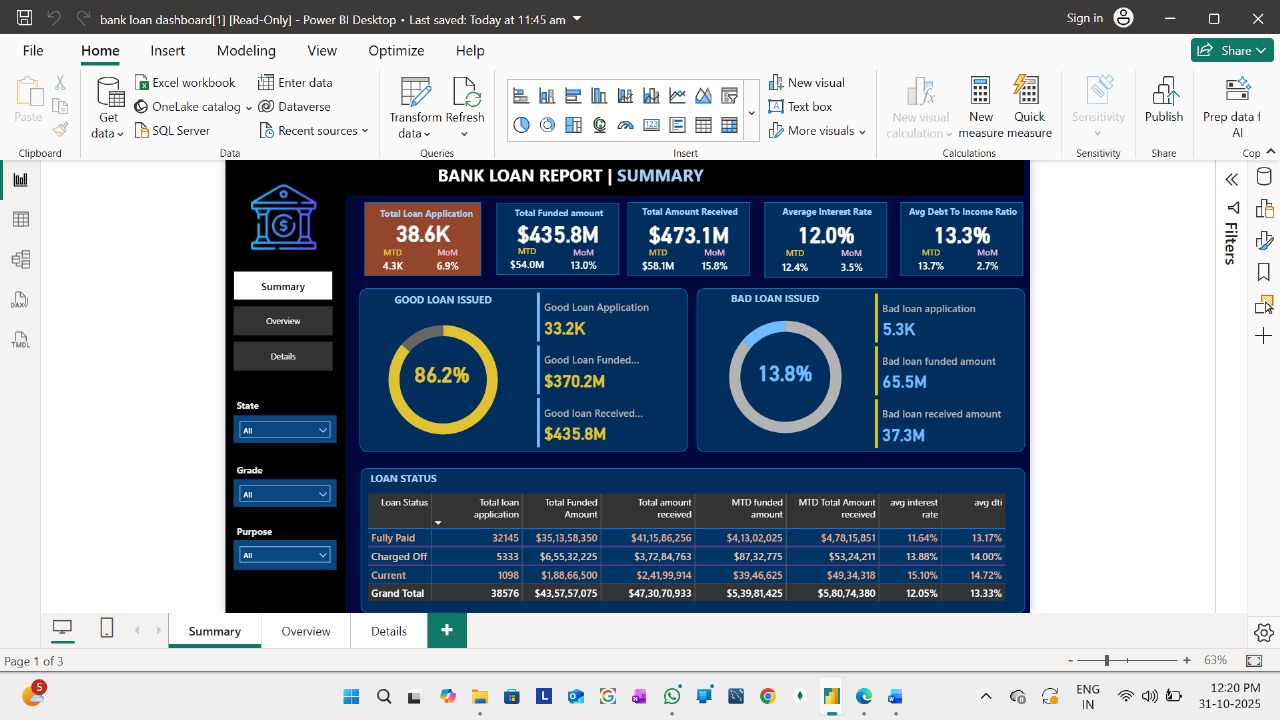 bank loan dashboard[1] [Read-Only] • Power BI Desktop • Last saved: Today at 11:45 am
Sign in
File Home Insert Modeling View Optimize Help
Share
Paste
Get data
Excel workbook
OneLake catalog
SQL Server
Enter data
Dataverse
Recent sources
Transform data
Refresh
New visual
Text box
More visuals
New visual calculation
New measure
Quick measure
Sensitivity
Publish
Prep data f
AI
Clipboard Data Queries Insert Calculations Sensitivity Share Cop
DAX
TMDL
BANK LOAN REPORT | SUMMARY
Total Loan Application
38.6K
MTD MoM
4.3K 6.9%
Total Funded amount
$435.8M
MTD MoM
$54.0M 13.0%
Total Amount Received
$473.1M
MTD MoM
$58.1M 15.8%
Average Interest Rate
12.0%
MTD MoM
12.4% 3.5%
Avg Debt To Income Ratio
13.3%
MTD MoM
13.7% 2.7%
Filters
Summary
Overview
Details
State
All
Grade
All
Purpose
All
GOOD LOAN ISSUED
86.2%
Good Loan Application
33.2K
Good Loan Funded...
$370.2M
Good loan Received...
$435.8M
BAD LOAN ISSUED
13.8%
Bad loan application
5.3K
Bad loan funded amount
65.5M
Bad loan received amount
37.3M
LOAN STATUS
Loan Status Total loan application Total Funded Amount Total amount received MTD funded amount MTD Total Amount received avg interest rate avg dti
Fully Paid 32145 $35,13,58,350 $41,15,86,256 $4,13,02,025 $4,78,15,851 11.64% 13.17%
Charged Off 5333 $6,55,32,225 $3,72,84,763 $87,32,775 $53,24,211 13.88% 14.00%
Current 1098 $1,88,66,500 $2,41,99,914 $39,46,625 $49,34,318 15.10% 14.72%
Grand Total 38576 $43,57,57,075 $47,30,70,933 $5,39,81,425 $5,80,74,380 12.05% 13.33%
Summary Overview Details +
Page 1 of 3
- + 63%
5
ENG
IN
12:20 PM
31-10-2025